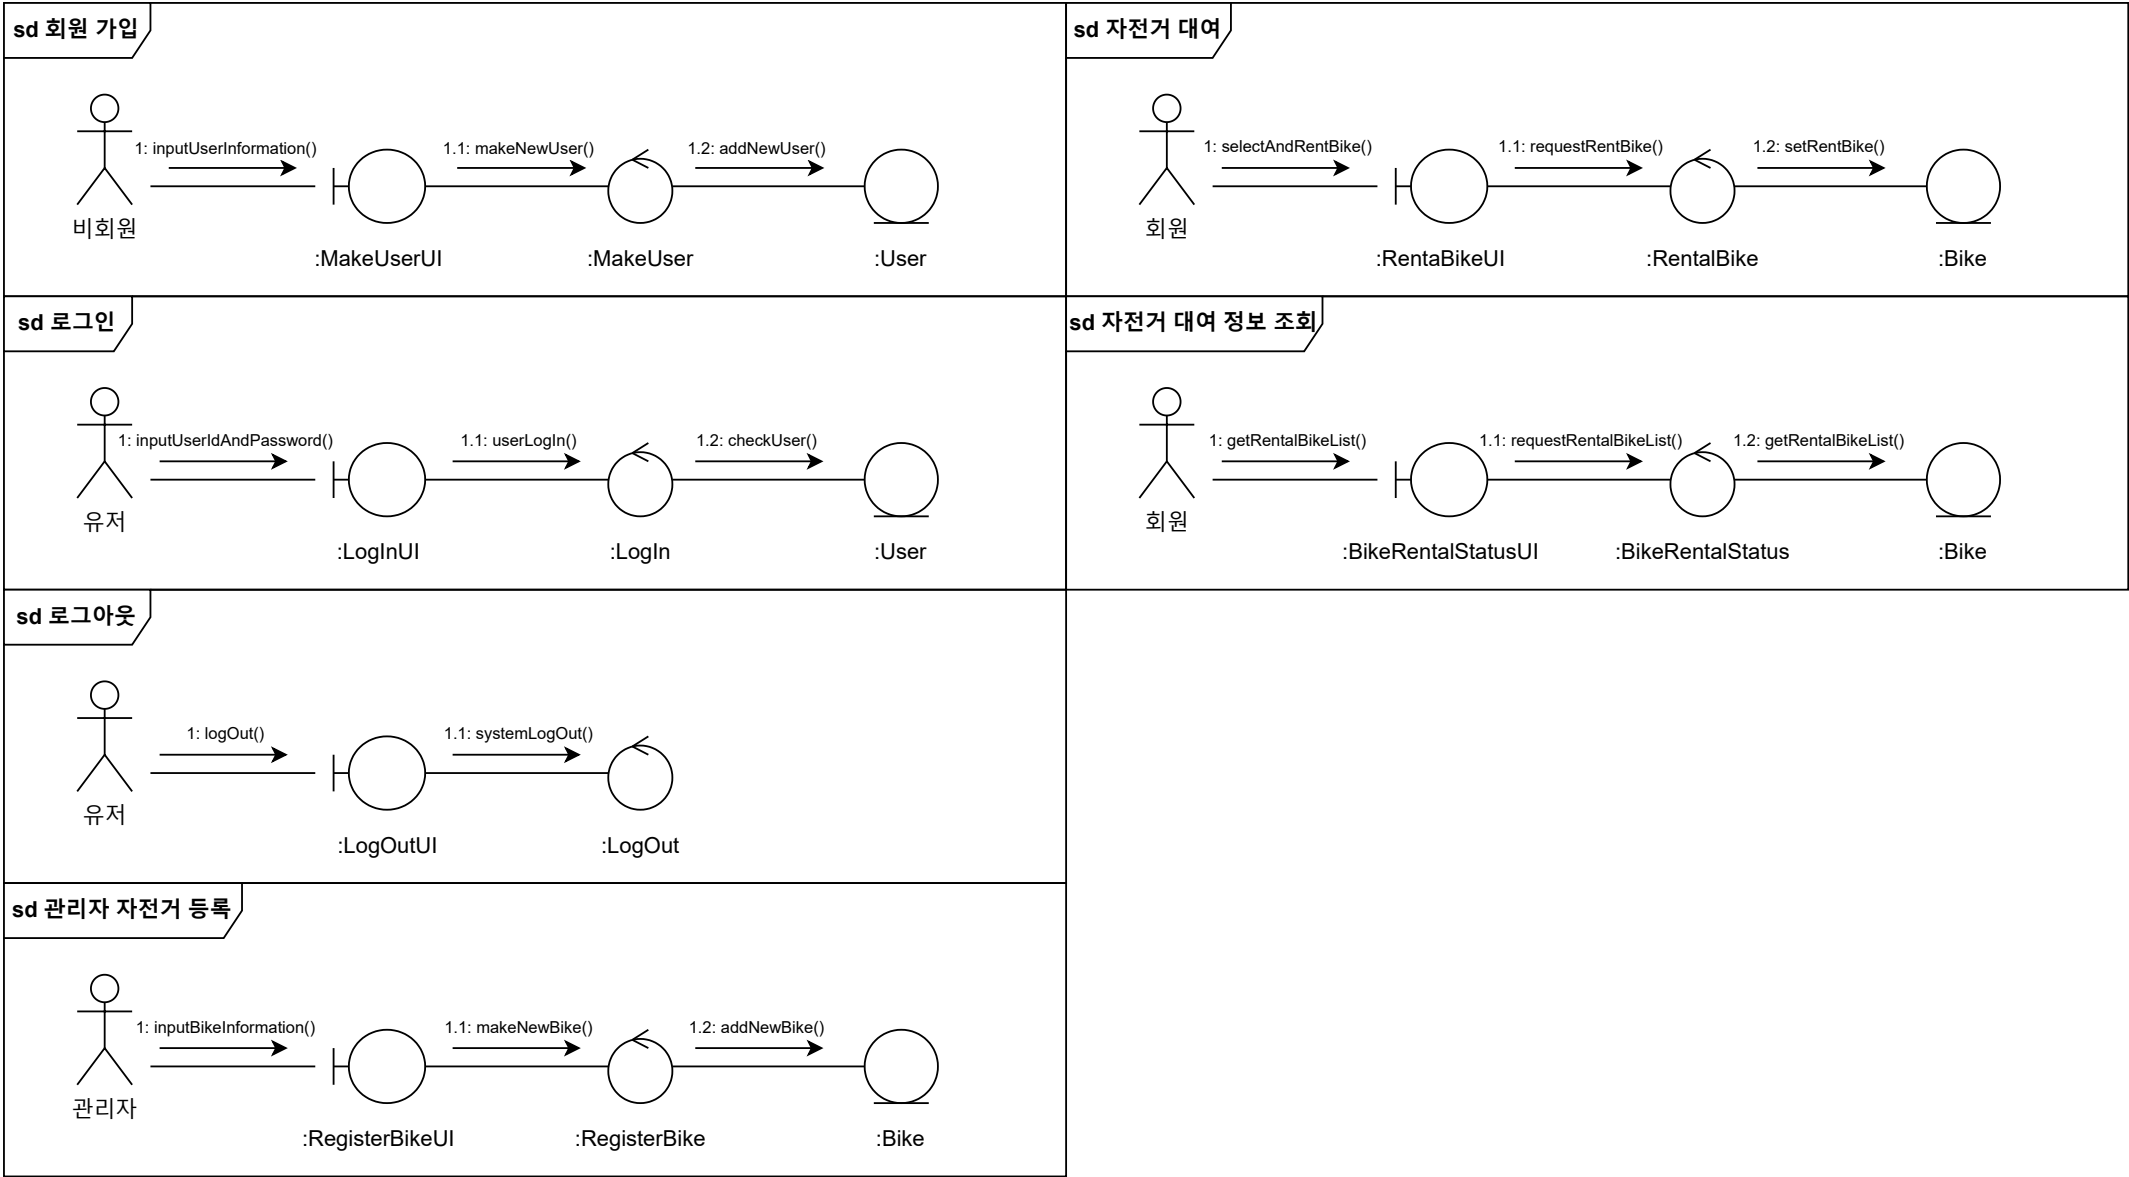 sd 회원 가입
1: inputUserInformation()
1.1: makeNewUser()
1.2: addNewUser()
비회원
:MakeUserUI
:MakeUser
:User
sd 자전거 대여
1: selectAndRentBike()
1.1: requestRentBike()
1.2: setRentBike()
회원
:RentaBikeUI
:RentalBike
:Bike
sd 로그인
1: inputUserIdAndPassword()
1.1: userLogIn()
1.2: checkUser()
유저
:LogInUI
:LogIn
:User
sd 자전거 대여 정보 조회
1: getRentalBikeList()
1.1: requestRentalBikeList()
1.2: getRentalBikeList()
회원
:BikeRentalStatusUI
:BikeRentalStatus
:Bike
sd 로그아웃
1: logOut()
1.1: systemLogOut()
유저
:LogOutUI
:LogOut
sd 관리자 자전거 등록
1: inputBikeInformation()
1.1: makeNewBike()
1.2: addNewBike()
관리자
:RegisterBikeUI
:RegisterBike
:Bike